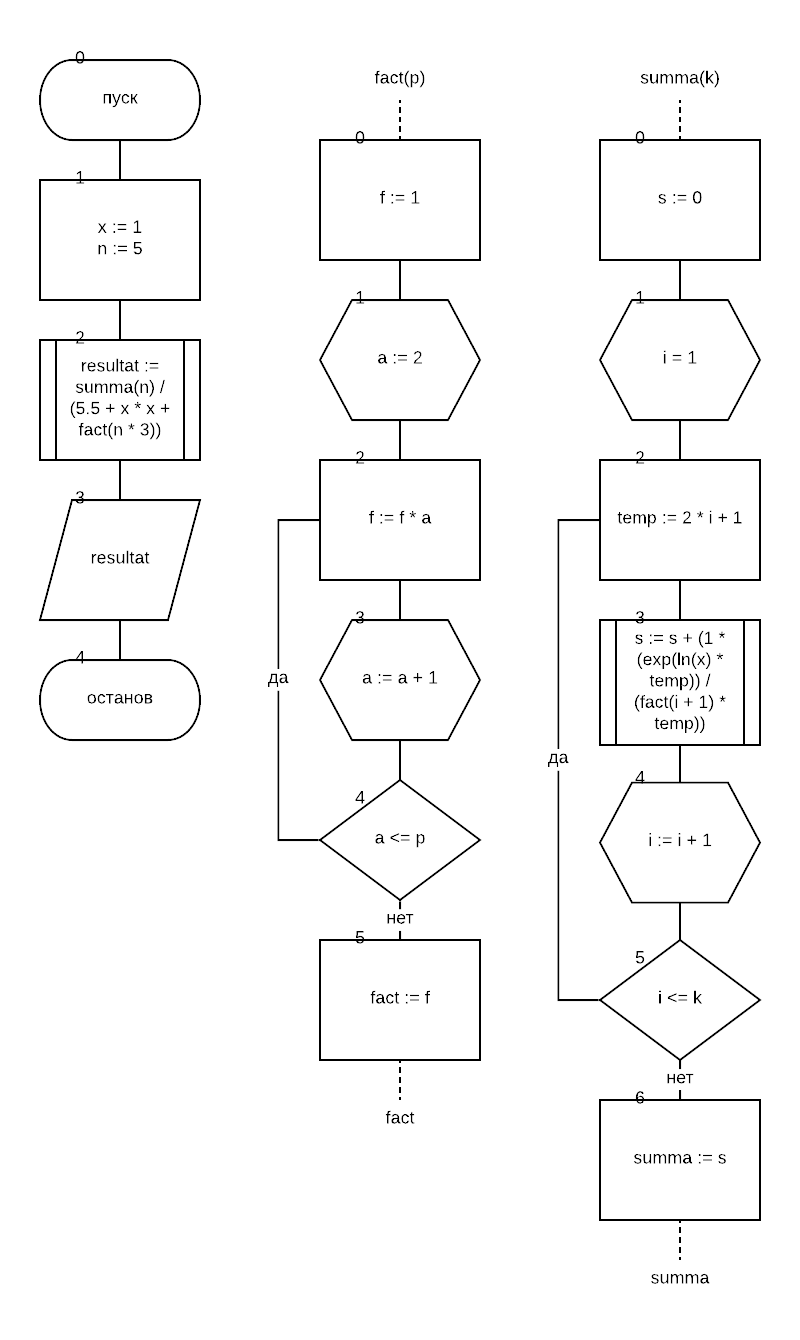 0
пуск
1
x := 1
n := 5
2
resultat :=
summa(n) /
(5.5 + x * x +
fact(n * 3))
3
resultat
4
останов
fact(p)
0
f := 1
1
a := 2
2
f := f * a
3
a := a + 1
да
4
a <= p
нет
5
fact := f
fact
summa(k)
0
s := 0
1
i = 1
2
temp := 2 * i + 1
3
s := s + (1 *
(exp(ln(x) *
temp)) /
(fact(i + 1) *
temp))
да
4
i := i + 1
5
i <= k
нет
6
summa := s
summa